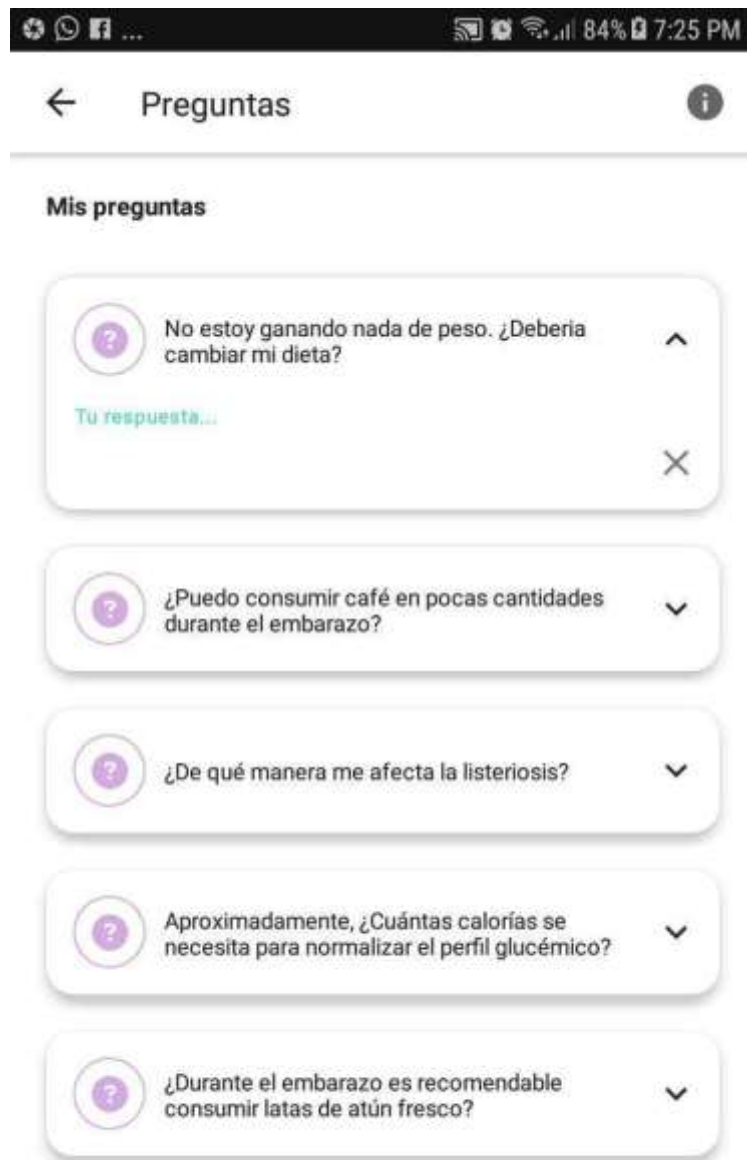 ... 84% 7:25 PM
Preguntas
Mis preguntas
No estoy ganando nada de peso. ¿Deberia
cambiar mi dieta?
Tu respuesta...
¿Puedo consumir café en pocas cantidades
durante el embarazo?
¿De qué manera me afecta la listeriosis?
Aproximadamente, ¿Cuántas calorías se
necesita para normalizar el perfil glucémico?
¿Durante el embarazo es recomendable
consumir latas de atún fresco?